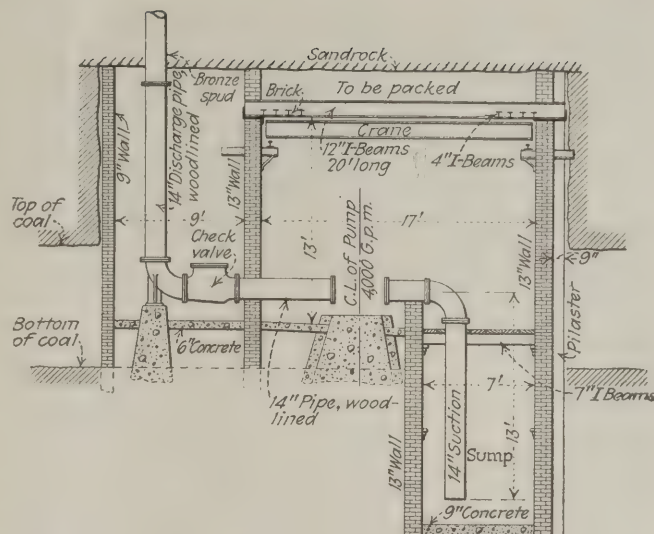 Sandrock
Bronze
spud
Brick
To be packed
Crane
12" I-Beams
20' long
4" I-Beams
9" Wall
14" Discharge pipe,
woodlined
13" Wall
Top of
coal
9'
17'
Check
valve
13'
C.L. of Pump
4000 G.p.m.
13" Wall
9"
Pilaster
Bottom
of coal
6" Concrete
14" Pipe, wood-
lined
7'
7" I Beams
13" Wall
14" Suction
Sump
13'
9" Concrete